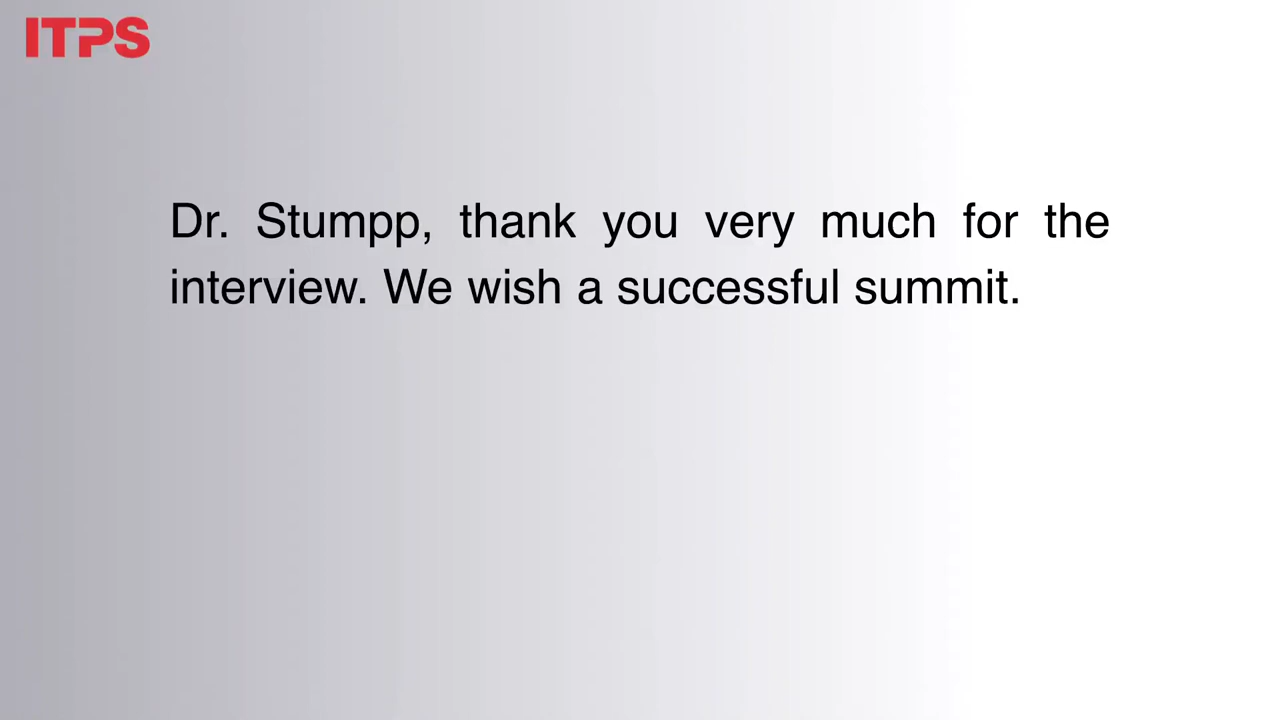 ITPS
Dr. Stumpp, thank you very much for the
interview. We wish a successful summit.